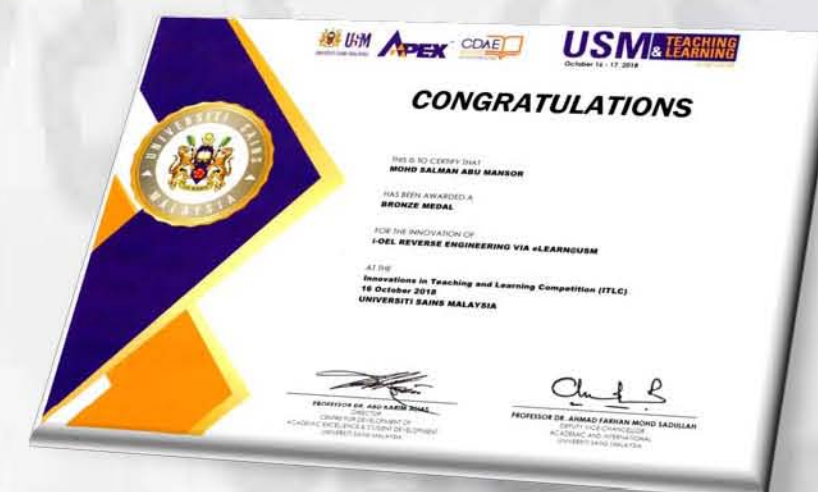 USM
APEX
CDAE
USM & TEACHING
LEARNING
October 16 - 17, 2018
UNIVERSITI SAINS
MALAYSIA
CONGRATULATIONS
THIS IS TO CERTIFY THAT
MOHD SALMAN ABU MANSOR
HAS BEEN AWARDED A
BRONZE MEDAL
FOR THE INNOVATION OF
i-OEL REVERSE ENGINEERING VIA eLEARN@USM
AT THE
Innovations in Teaching and Learning Competition (ITLC)
16 October 2018
UNIVERSITI SAINS MALAYSIA
PROFESSOR DR. ABD KARIM
DIRECTOR
CENTRE FOR DEVELOPMENT OF
ACADEMIC EXCELLENCE & STUDENT DEVELOPMENT
UNIVERSITI SAINS MALAYSIA
PROFESSOR DR. AHMAD FARHAN MOHD SADULLAH
DEPUTY VICE-CHANCELLOR
ACADEMIC AND INTERNATIONAL
UNIVERSITI SAINS MALAYSIA